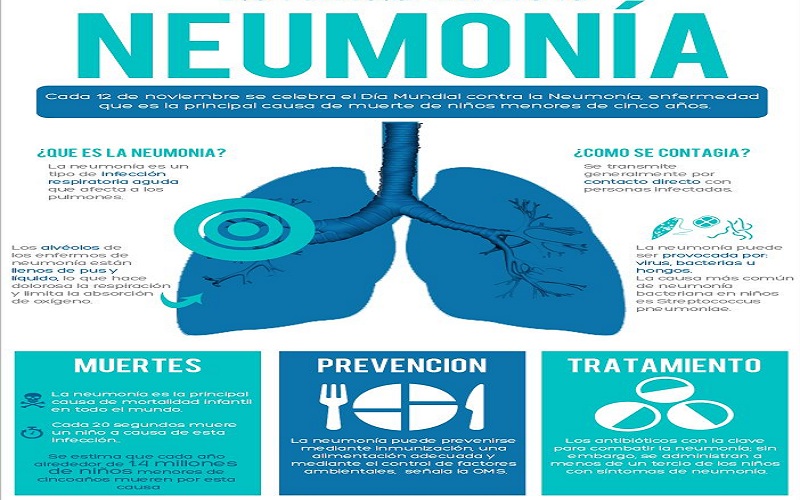 NEUMONÍA
Cada 12 de noviembre se celebra el Día Mundial contra la Neumonía, enfermedad
que es la principal causa de muerte de niños menores de cinco años.
¿QUE ES LA NEUMONIA?
La neumonía es un
tipo de infección
respiratoria aguda
que afecta a los
pulmones.
Los alvéolos de
los enfermos de
neumonía están
llenos de pus y
líquido, lo que hace
dolorosa la respiración
y limita la absorción
de oxígeno.
¿COMO SE CONTAGIA?
Se transmite
generalmente por
contacto directo con
personas infectadas.
La neumonía puede
ser provocada por:
virus, bacterias u
hongos.
La causa más común
de neumonía
bacteriana en niños
es Streptococcus
pneumoniae.
MUERTES
La neumonía es la principal
causa de mortalidad infantil
en todo el mundo.
Cada 20 segundos muere
un niño a causa de esta
infección..
Se estima que cada año
alrededor de 1.4 millones
de niños menores de
cincoaños mueren por esta
causa
PREVENCION
La neumonía puede prevenirse
mediante inmunización, una
alimentación adecuada y
mediante el control de factores
ambientales, señala la OMS.
TRATAMIENTO
Los antibióticos con la clave
para combatir la neumonía; sin
embargo, se administran a
menos de un tercio de los niños
con síntomas de neumonía.